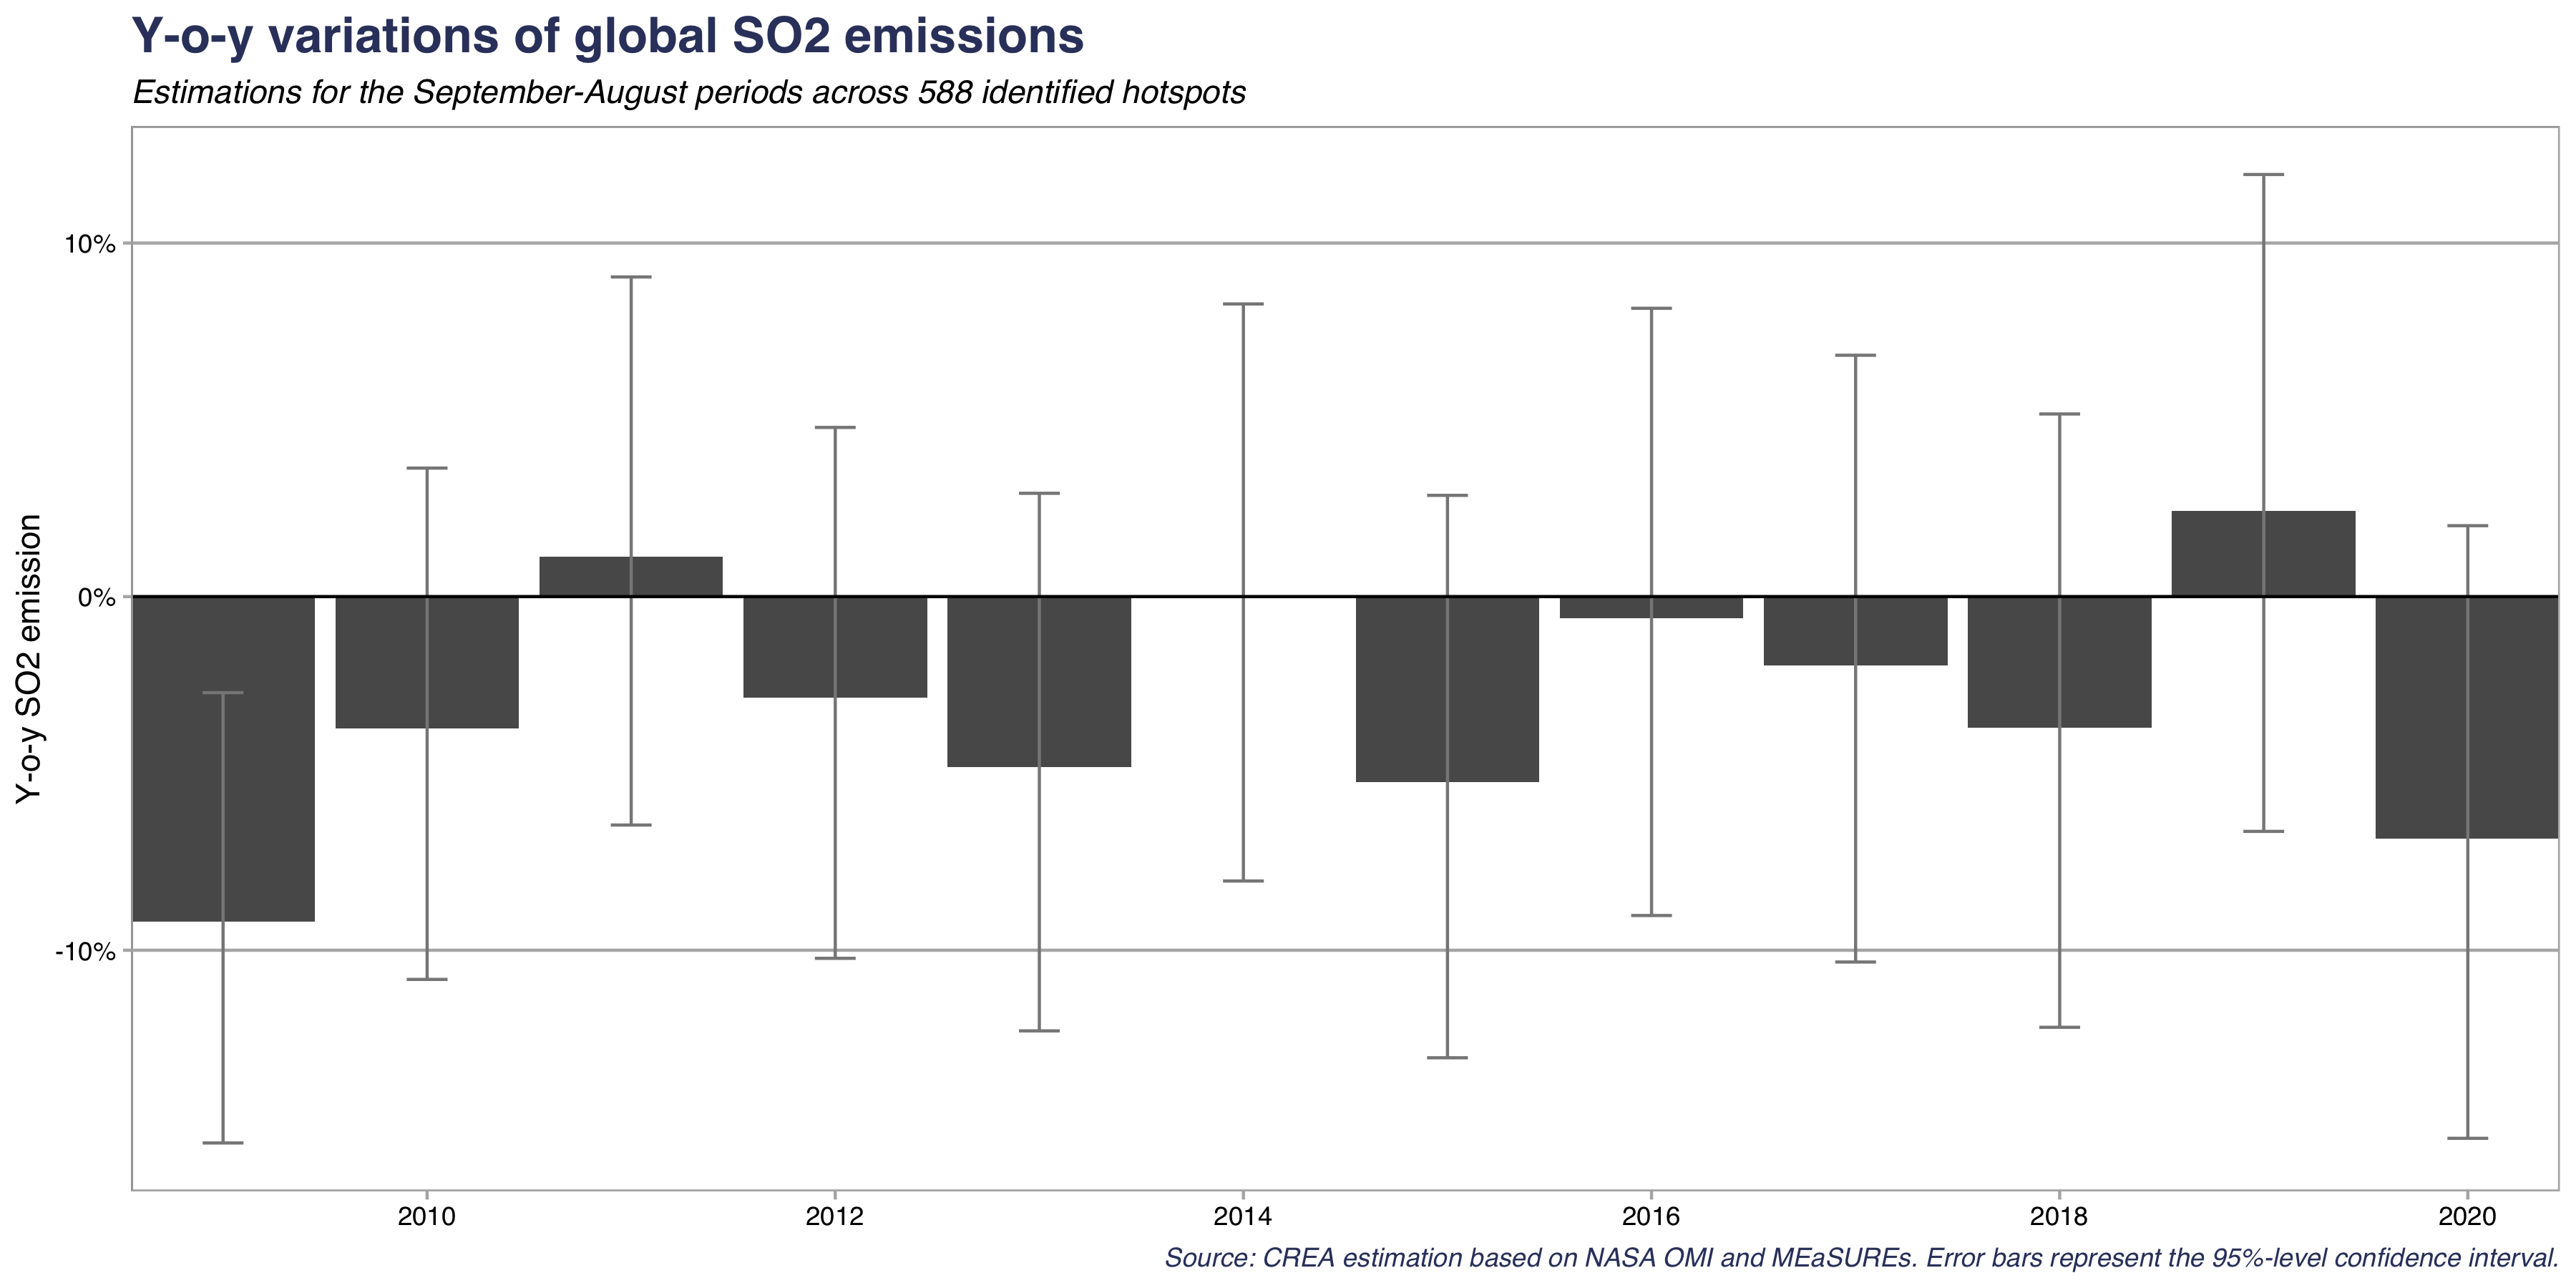 Y-o-y variations of global SO2 emissions
Estimations for the September-August periods across 588 identified hotspots
Y-o-y SO2 emission
10%
0%
-10%
2010
2012
2014
2016
2018
2020
Source: CREA estimation based on NASA OMI and MEaSUREs. Error bars represent the 95%-level confidence interval.